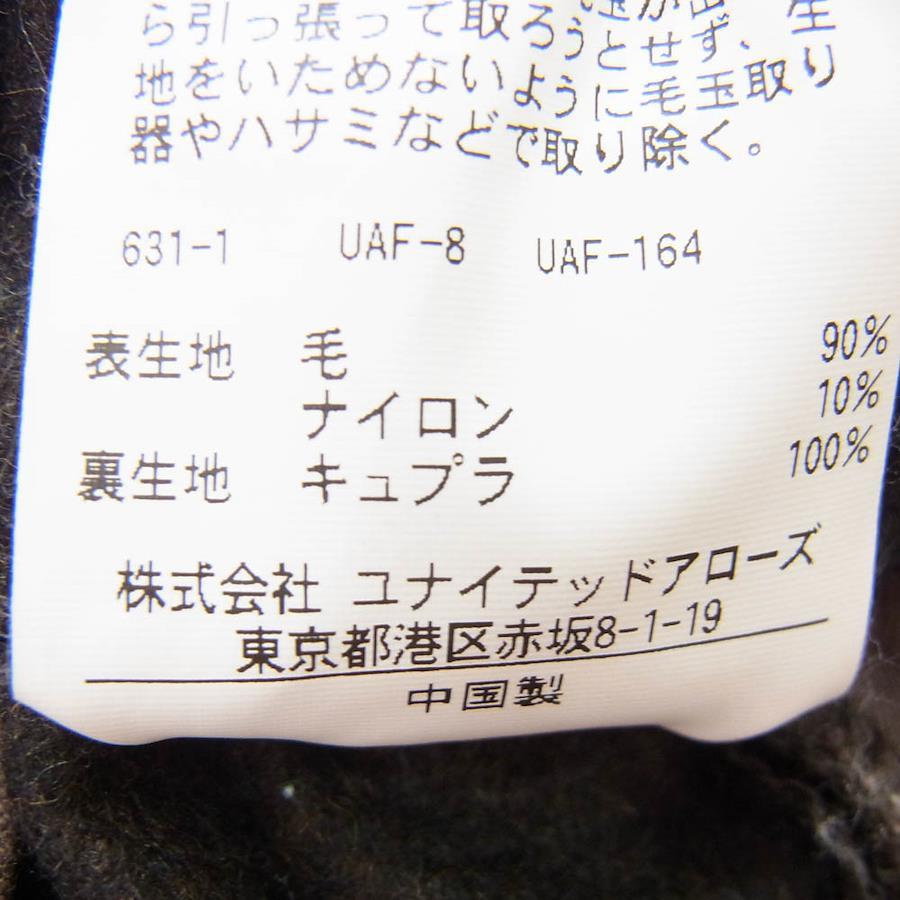 ら引っ張って取ろうとせず、生
地をいためないように毛玉取り
器やハサミなどで取り除く。
631-1 UAF-8 UAF-164
表生地 毛 90%
ナイロン 10%
裏生地 キュプラ 100%
株式会社 ユナイテッドアローズ
東京都港区赤坂8-1-19
中国製